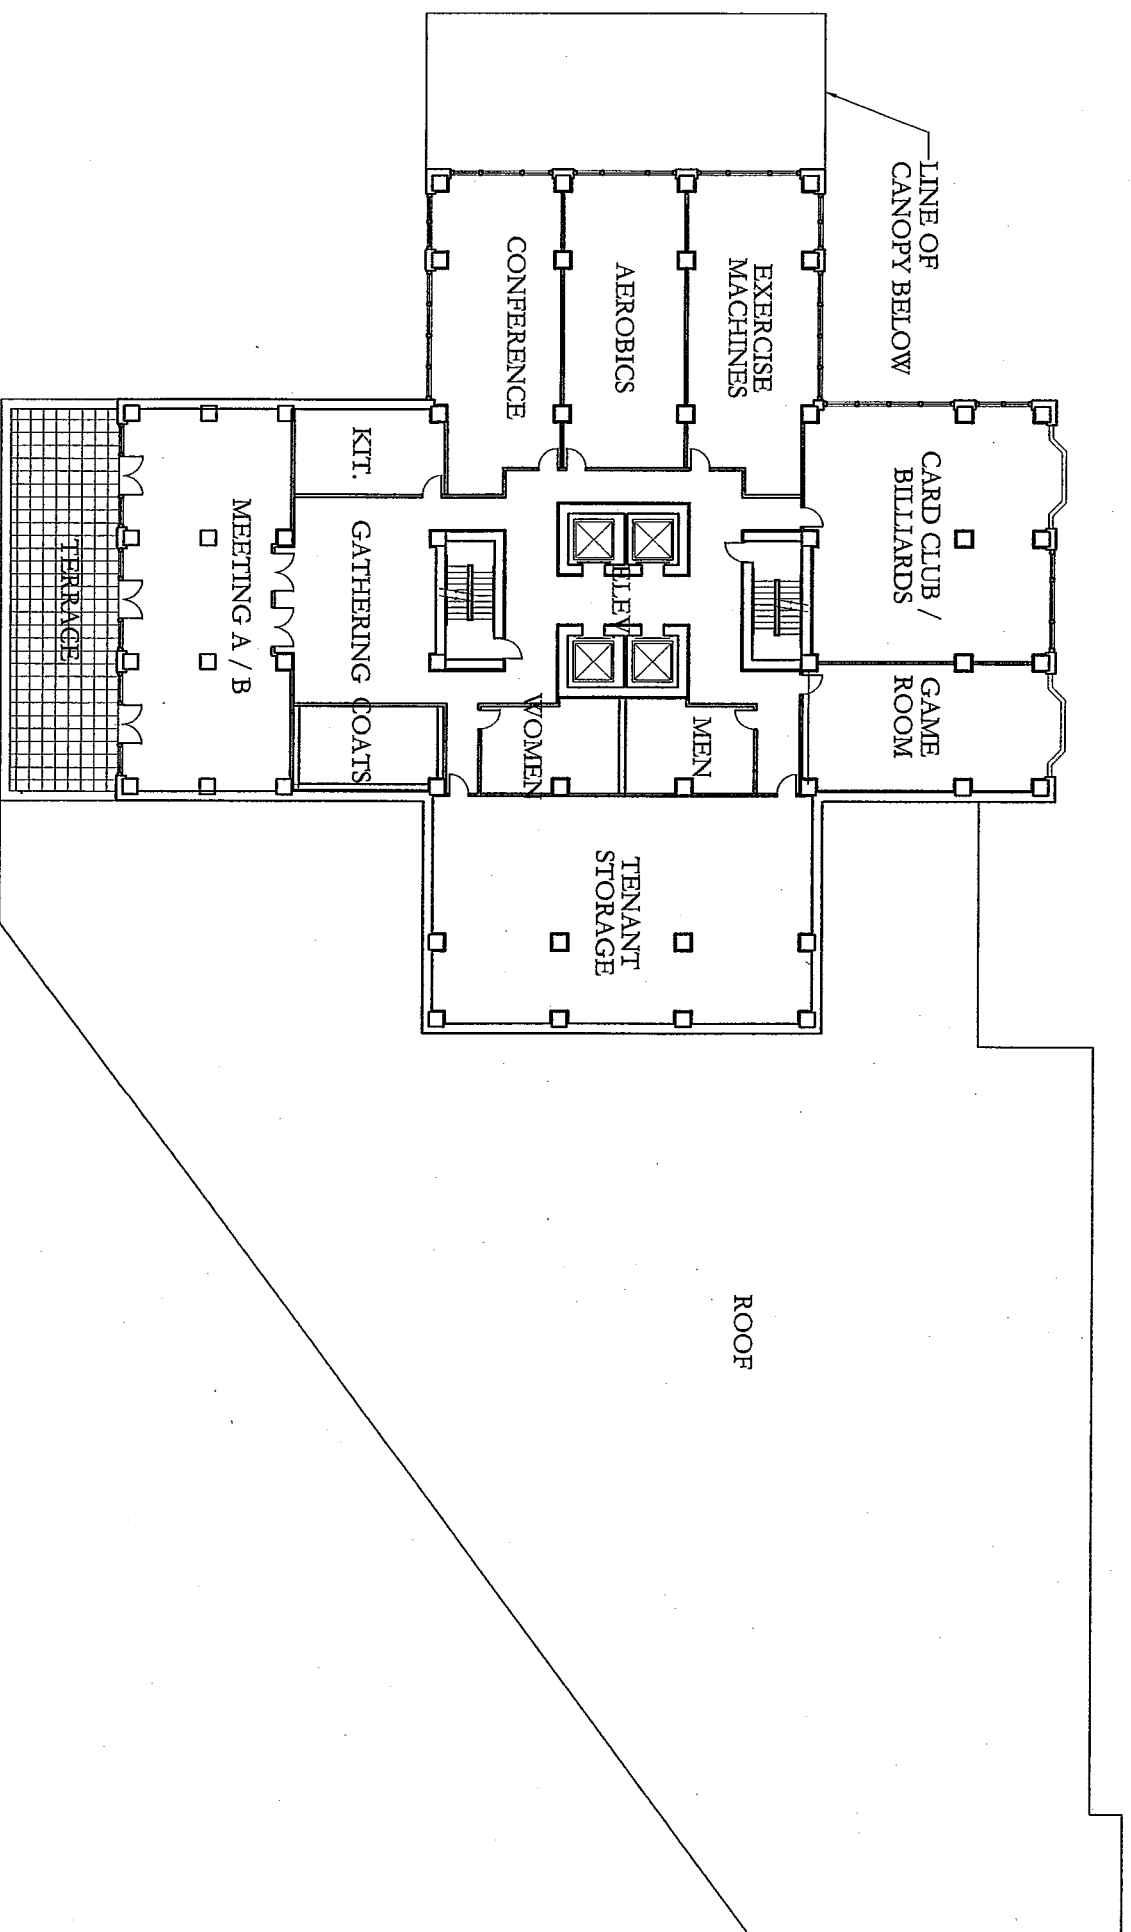 LINE OF
CANOPY BELOW
EXERCISE
MACHINES
AEROBICS
CONFERENCE
CARD CLUB /
BILLIARDS
GAME
ROOM
KIT.
GATHERING
COATS
MEETING A / B
TERRACE
ELEV
WOMEN
MEN
TENANT
STORAGE
ROOF